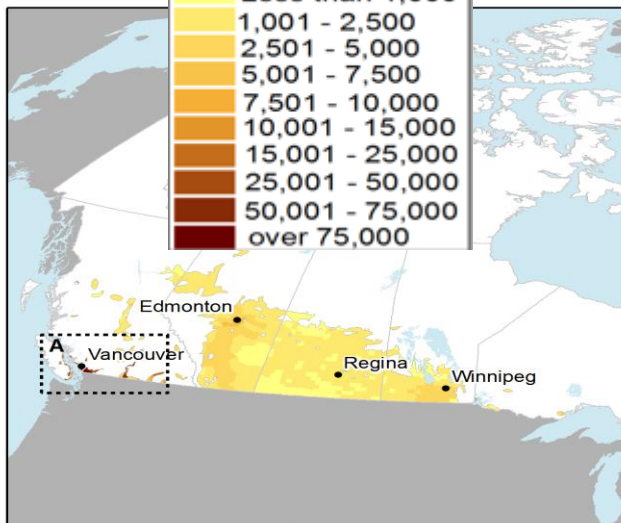 1,001 - 2,500
2,501 - 5,000
5,001 - 7,500
7,501 - 10,000
10,001 - 15,000
15,001 - 25,000
25,001 - 50,000
50,001 - 75,000
over 75,000
Edmonton
A
Vancouver
Regina
Winnipeg